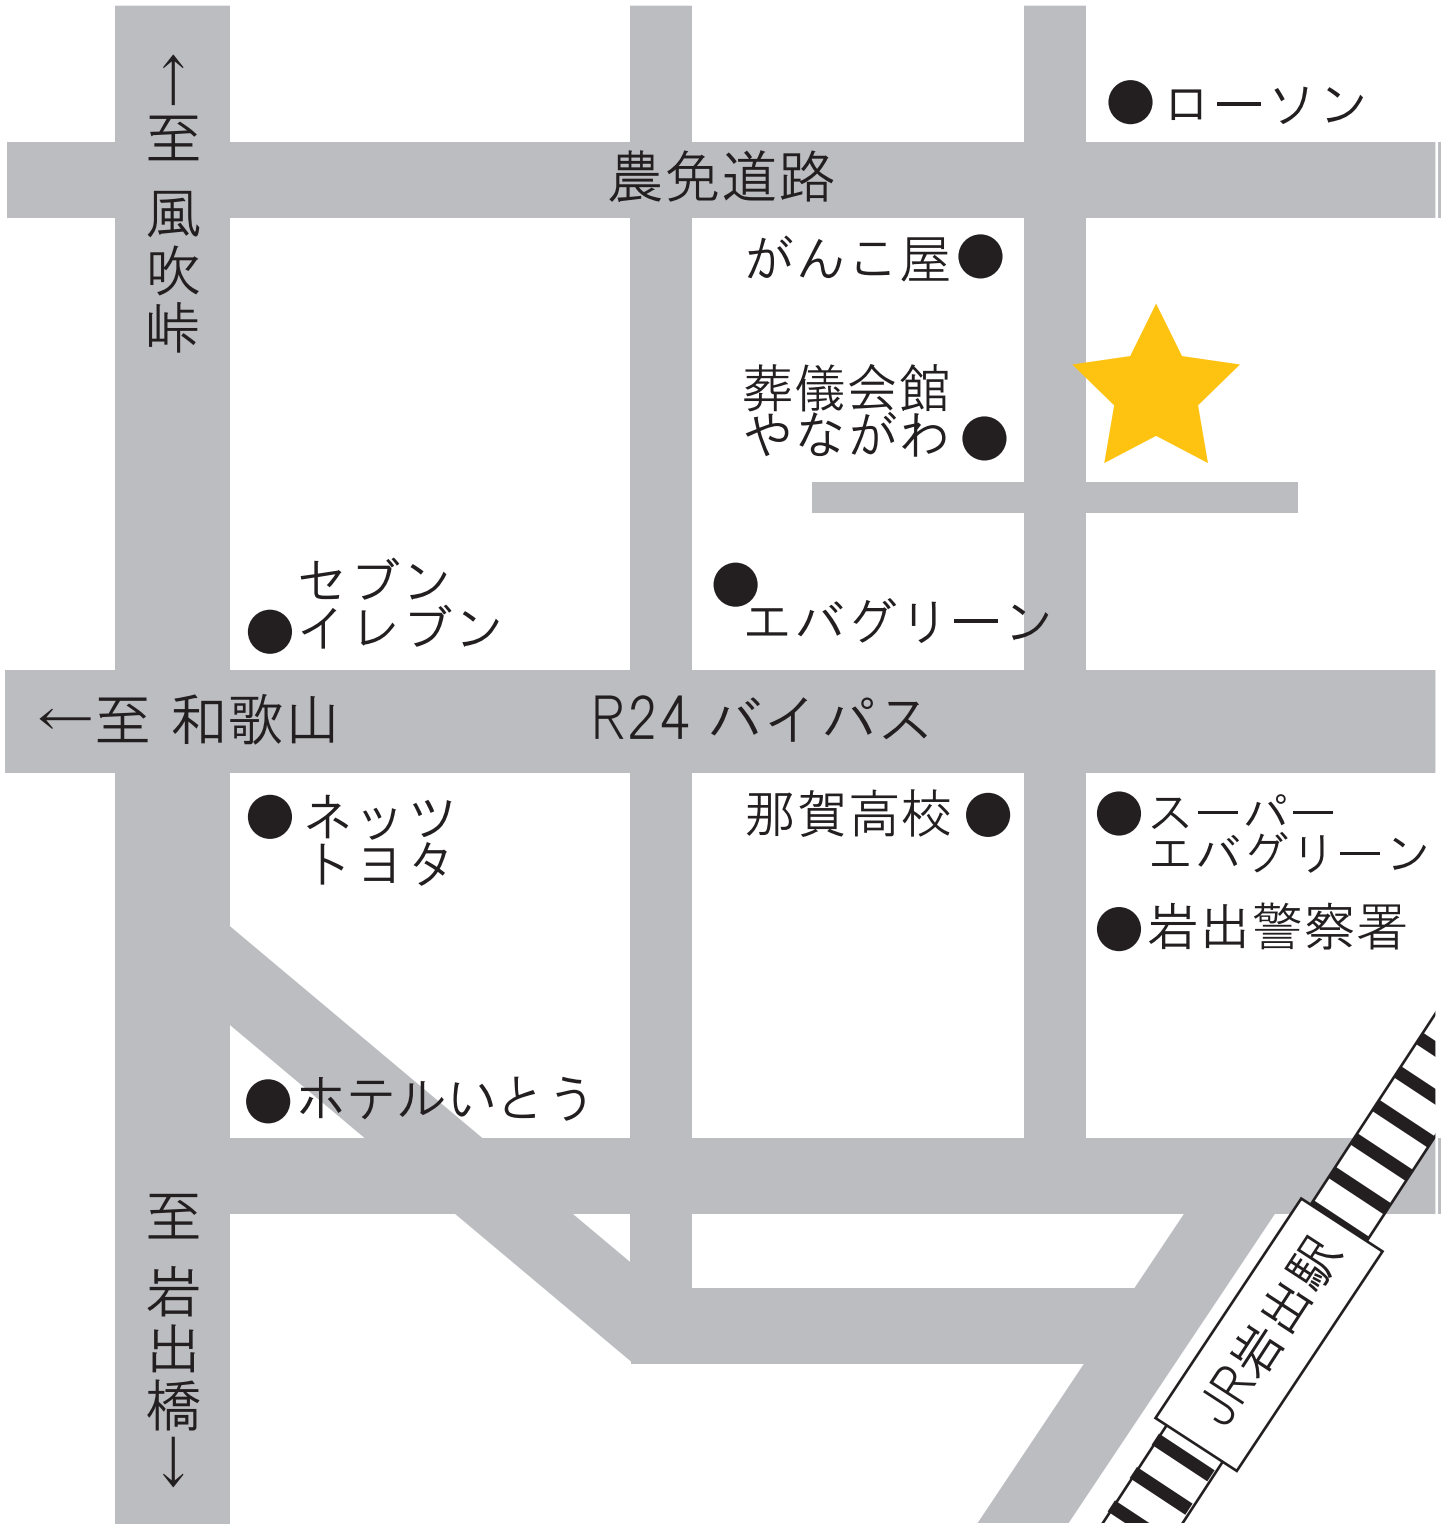 ↑至 風吹峠
ローソン
農免道路
がんこ屋
葬儀会館
やながわ
セブン
イレブン
エバグリーン
←至 和歌山
R24 バイパス
ネッツ
トヨタ
那賀高校
スーパー
エバグリーン
岩出警察署
ホテルいとう
至 岩出橋↓
JR岩出駅